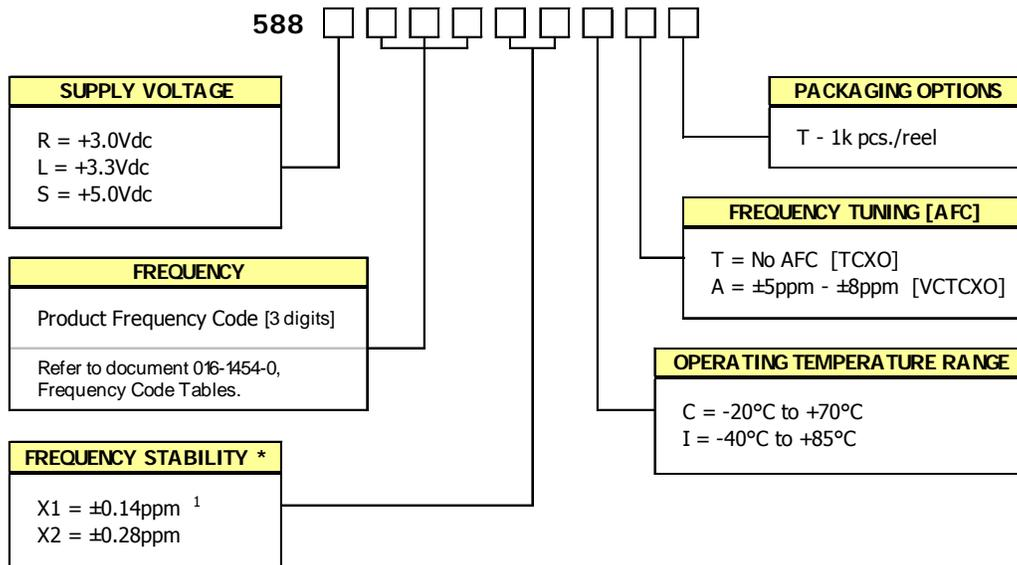 588
SUPPLY VOLTAGE
R = +3.0Vdc
L = +3.3Vdc
S = +5.0Vdc
FREQUENCY
Product Frequency Code [3 digits]
Refer to document 016-1454-0,
Frequency Code Tables.
FREQUENCY STABILITY *
X1 = ±0.14ppm 1
X2 = ±0.28ppm
PACKAGING OPTIONS
T - 1k pcs./reel
FREQUENCY TUNING [AFC]
T = No AFC [TCXO]
A = ±5ppm - ±8ppm [VCTCXO]
OPERATING TEMPERATURE RANGE
C = -20°C to +70°C
I = -40°C to +85°C